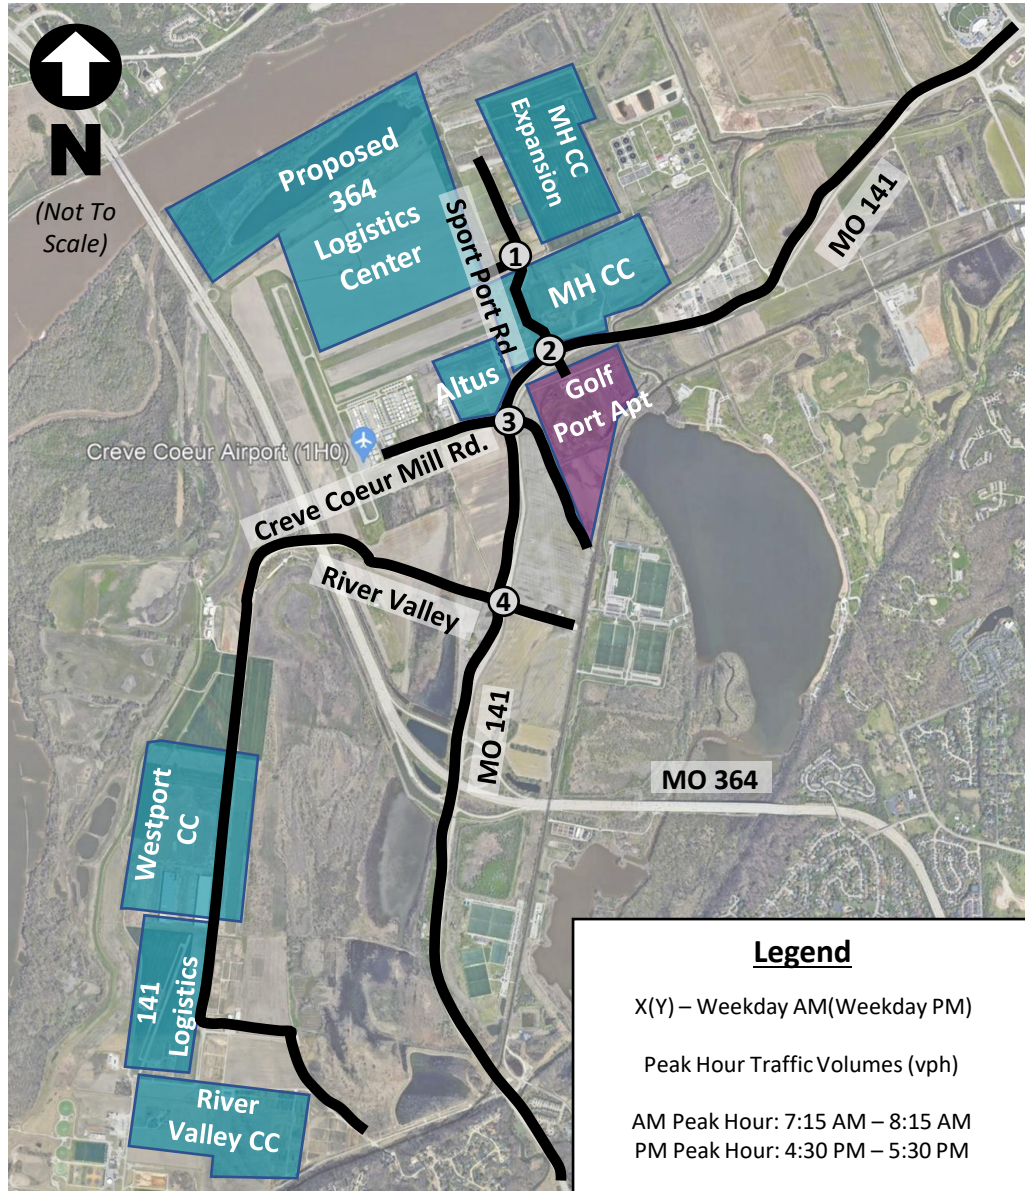 N
(Not To
Scale)
Proposed
364
Logistics
Center
MH CC
Expansion
Sport Port Rd
1
MH CC
MO 141
2
Altus
Golf
Port Apt
3
Creve Coeur Airport (1H0)
Creve Coeur Mill Rd.
River Valley
4
MO 141
MO 364
Westport
CC
141
Logistics
River
Valley CC
Legend
X(Y) – Weekday AM(Weekday PM)
Peak Hour Traffic Volumes (vph)
AM Peak Hour: 7:15 AM – 8:15 AM
PM Peak Hour: 4:30 PM – 5:30 PM